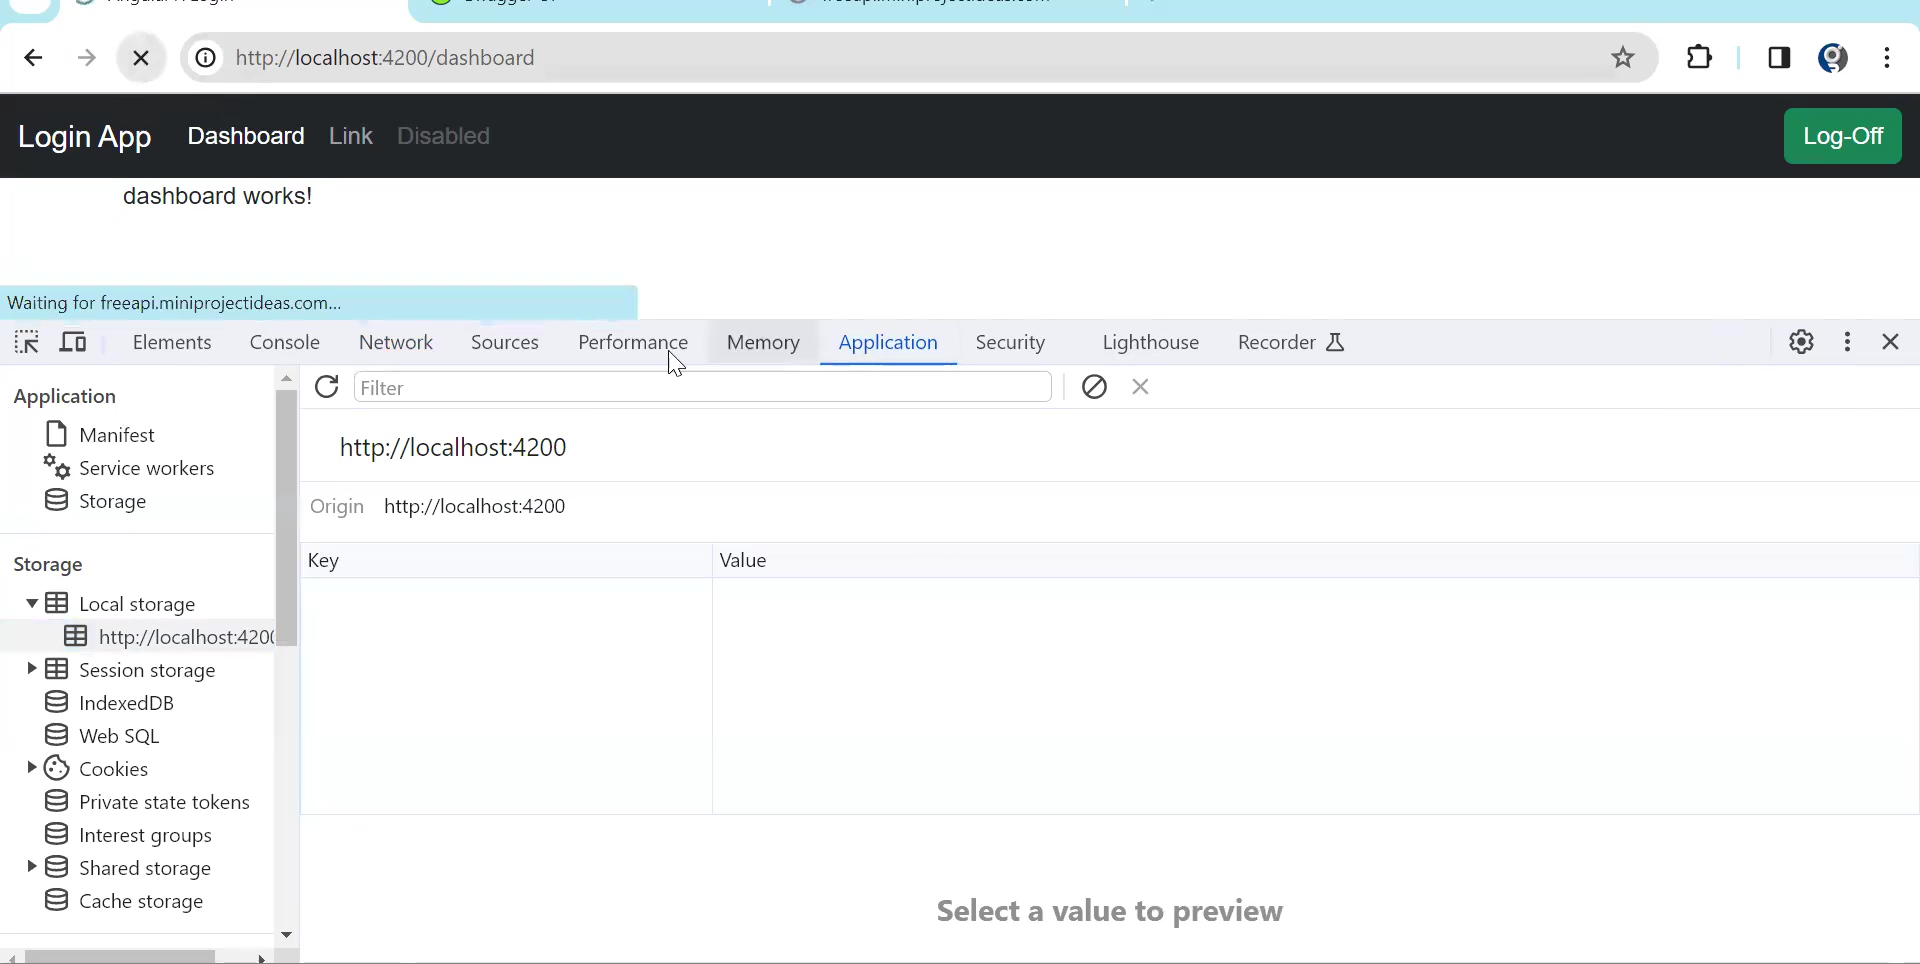 http://localhost:4200/dashboard
Login App Dashboard Link Disabled Log-Off
dashboard works!
Waiting for freeapi.miniprojectideas.com...
Elements Console Network Sources Performance Memory Application Security Lighthouse Recorder
Application
Manifest
Service workers
Storage
Storage
Local storage
http://localhost:4200
Session storage
IndexedDB
Web SQL
Cookies
Private state tokens
Interest groups
Shared storage
Cache storage
Filter
http://localhost:4200
Origin http://localhost:4200
Key Value
Select a value to preview